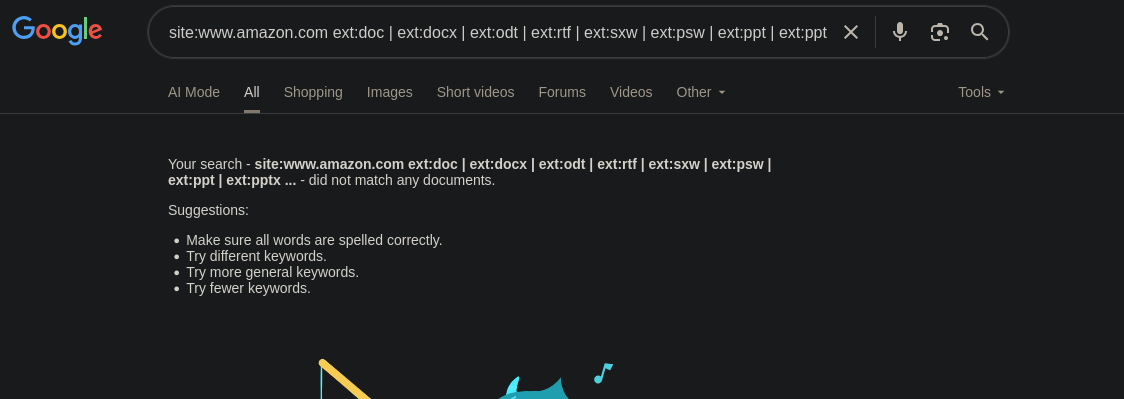 Google
site:www.amazon.com ext:doc | ext:docx | ext:odt | ext:rtf | ext:sxw | ext:psw | ext:ppt | ext:ppt
AI Mode All Shopping Images Short videos Forums Videos Other Tools
Your search - site:www.amazon.com ext:doc | ext:docx | ext:odt | ext:rtf | ext:sxw | ext:psw |
ext:ppt | ext:pptx ... - did not match any documents.
Suggestions:
Make sure all words are spelled correctly.
Try different keywords.
Try more general keywords.
Try fewer keywords.